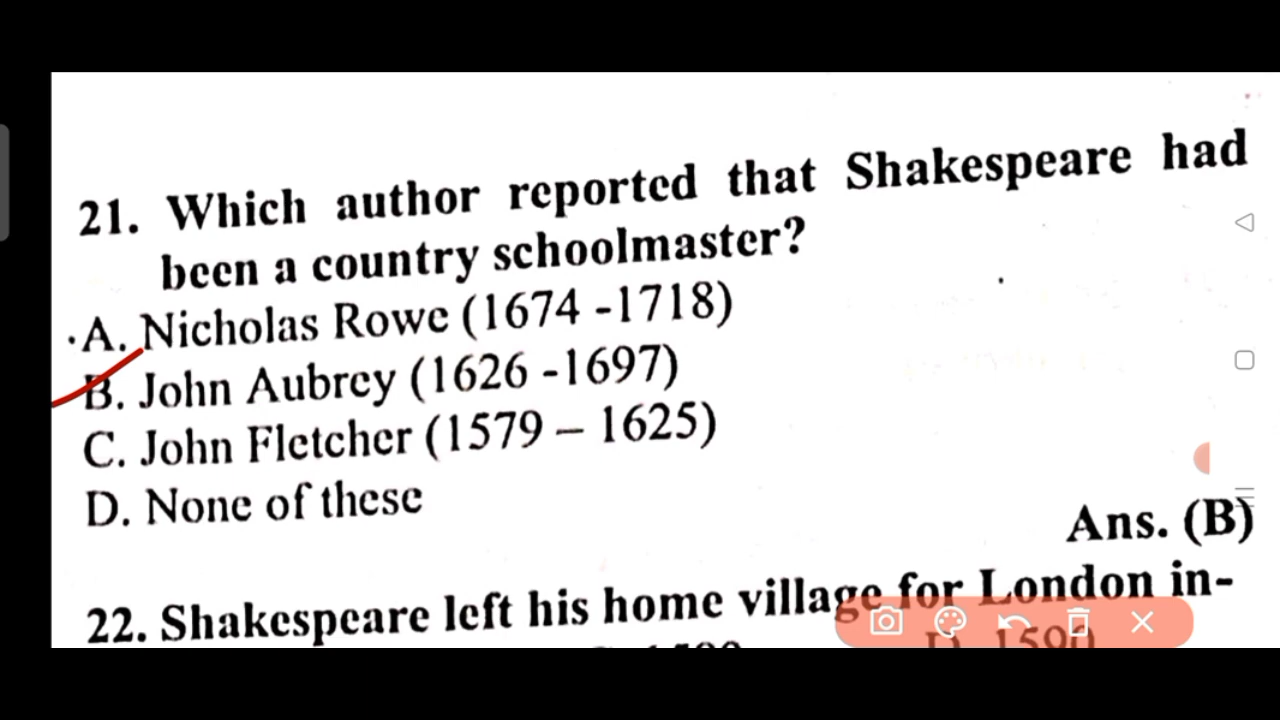 21. Which author reported that Shakespeare had
been a country schoolmaster?
A. Nicholas Rowe (1674 -1718)
B. John Aubrey (1626 -1697)
C. John Fletcher (1579 – 1625)
D. None of these
Ans. (B)
22. Shakespeare left his home village for London in-
D. 1590